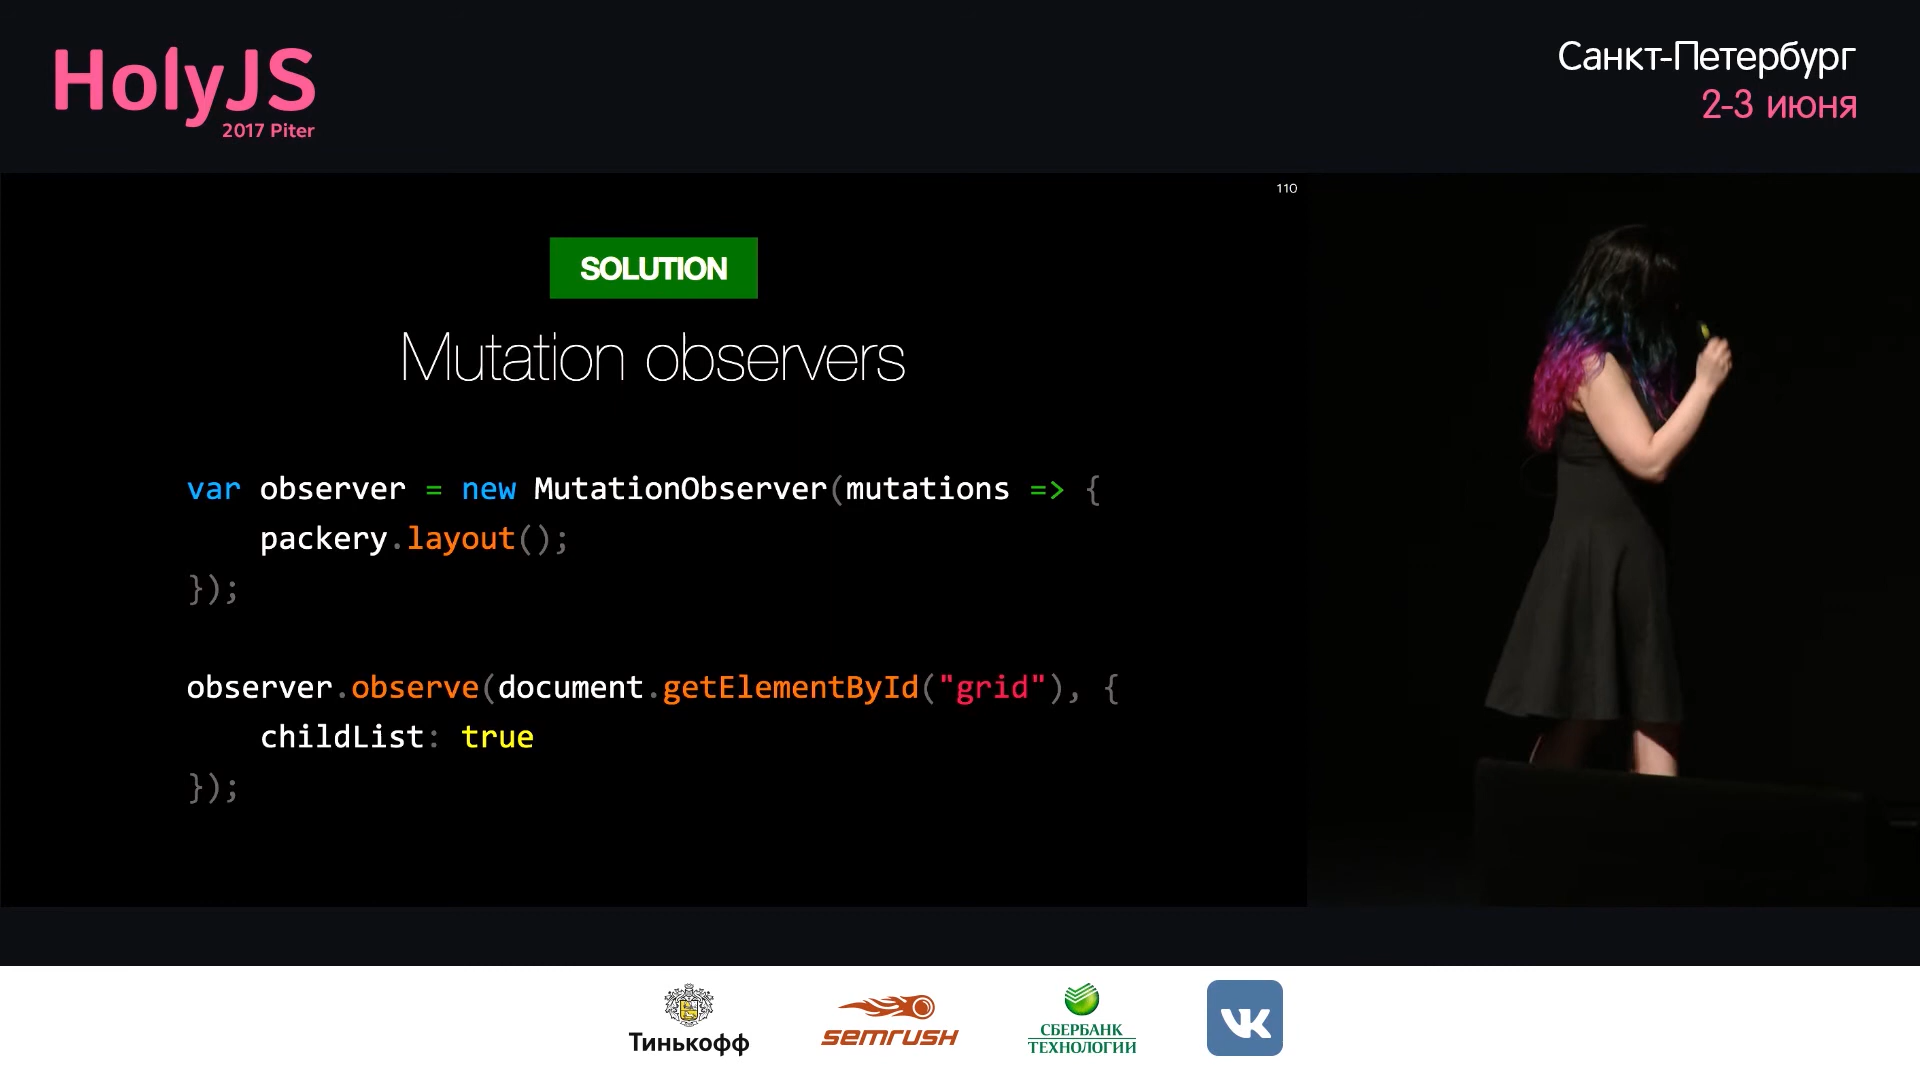 HolyJS
2017 Piter
Санкт-Петербург
2-3 июня
110
SOLUTION
Mutation observers
var observer = new MutationObserver(mutations => {
    packery.layout();
});
observer.observe(document.getElementById("grid"), {
    childList: true
});
Тинькофф
semrush
СБЕРБАНК
ТЕХНОЛОГИИ
VK